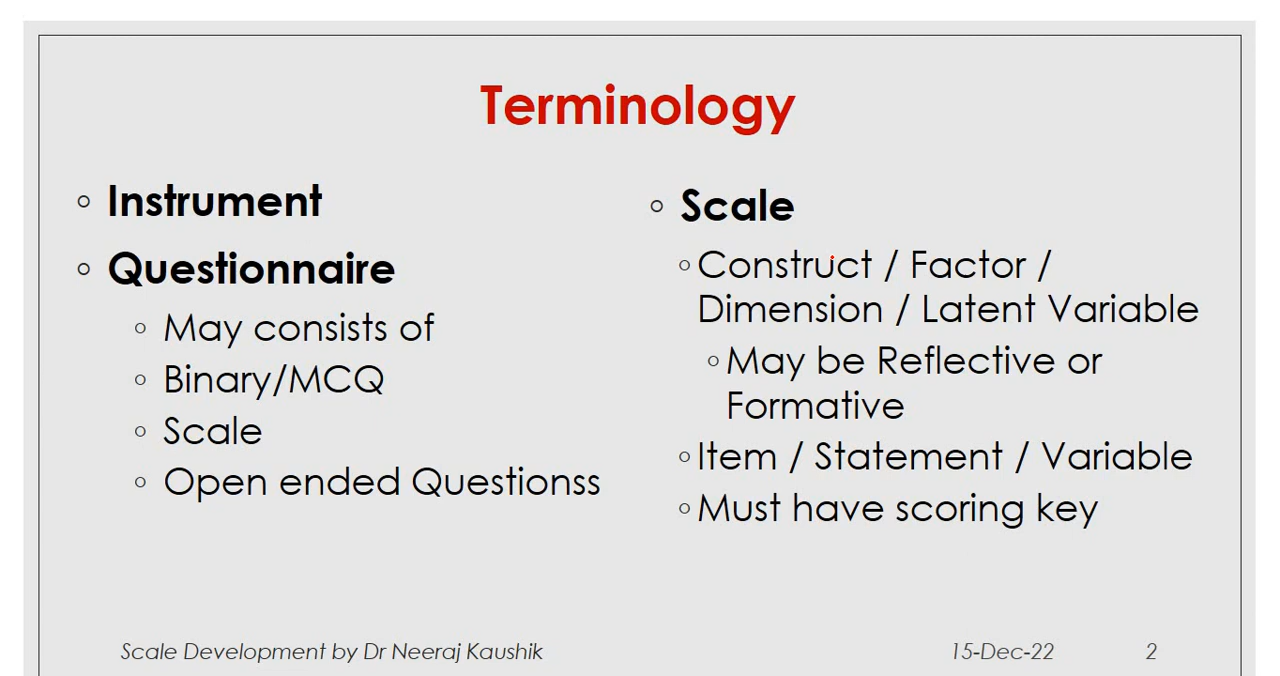 Terminology
◦ Instrument
◦ Questionnaire
◦ May consists of
◦ Binary/MCQ
◦ Scale
◦ Open ended Questionss
◦ Scale
◦ Construct / Factor /
Dimension / Latent Variable
◦ May be Reflective or
Formative
◦ Item / Statement / Variable
◦ Must have scoring key
Scale Development by Dr Neeraj Kaushik
15-Dec-22
2